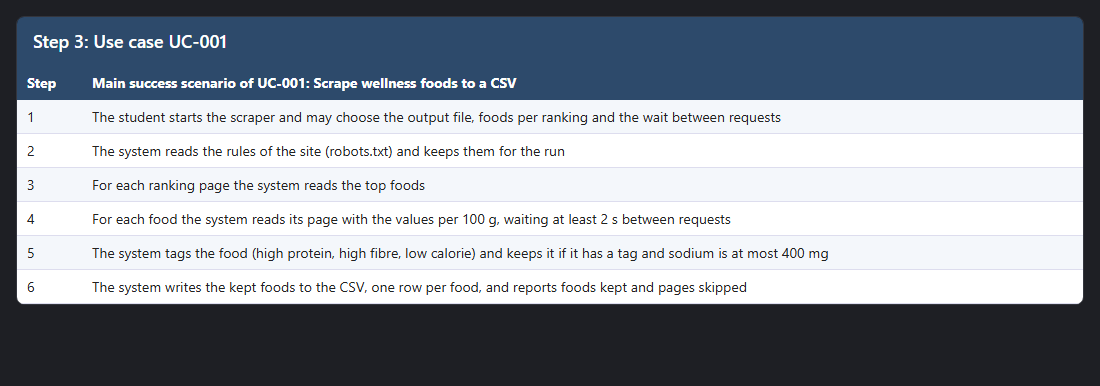 Step 3: Use case UC-001
Step Main success scenario of UC-001: Scrape wellness foods to a CSV
1 The student starts the scraper and may choose the output file, foods per ranking and the wait between requests
2 The system reads the rules of the site (robots.txt) and keeps them for the run
3 For each ranking page the system reads the top foods
4 For each food the system reads its page with the values per 100 g, waiting at least 2 s between requests
5 The system tags the food (high protein, high fibre, low calorie) and keeps it if it has a tag and sodium is at most 400 mg
6 The system writes the kept foods to the CSV, one row per food, and reports foods kept and pages skipped